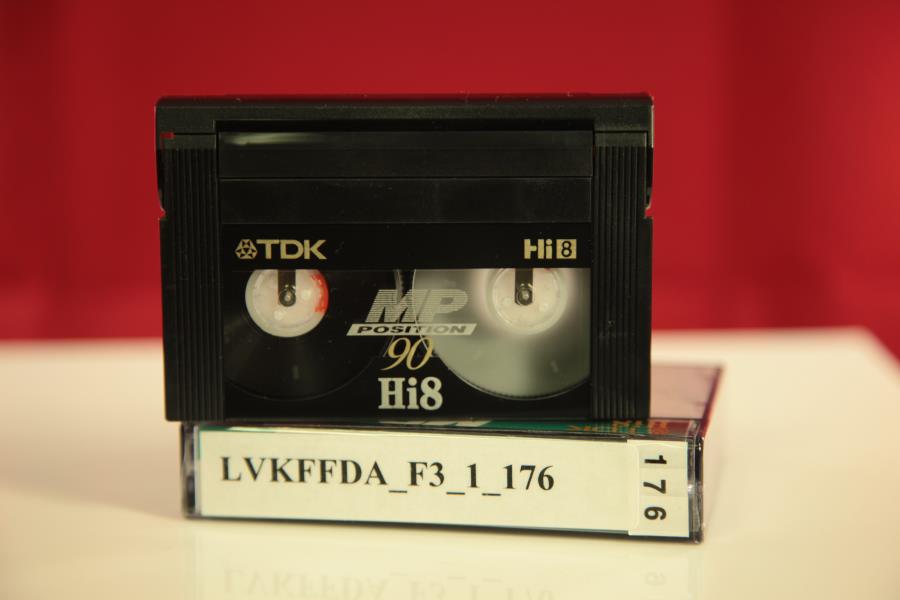 TDK
Hi8
MP
POSITION
90
Hi8
LVKFFDA_F3_1_176
176